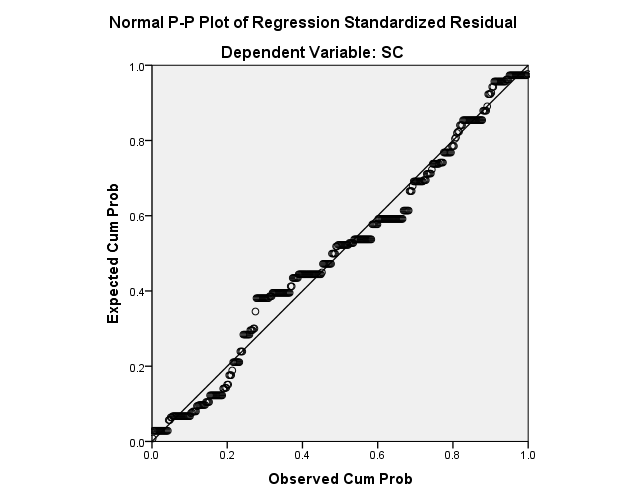 Normal P-P Plot of Regression Standardized Residual
Dependent Variable: SC
Expected Cum Prob
1.0
0.8
0.6
0.4
0.2
0.0
0.0 0.2 0.4 0.6 0.8 1.0
Observed Cum Prob